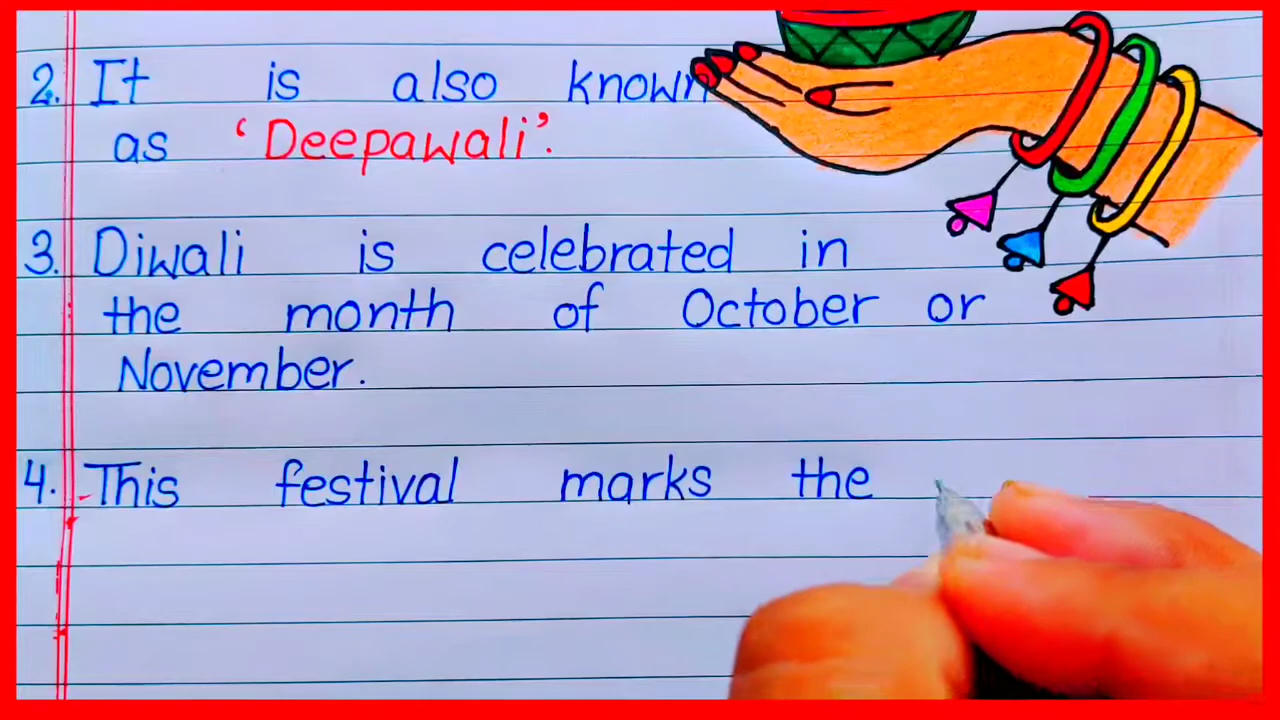 2. It is also known
as 'Deepawali'.
3. Diwali is celebrated in
the month of October or
November.
4. This festival marks the